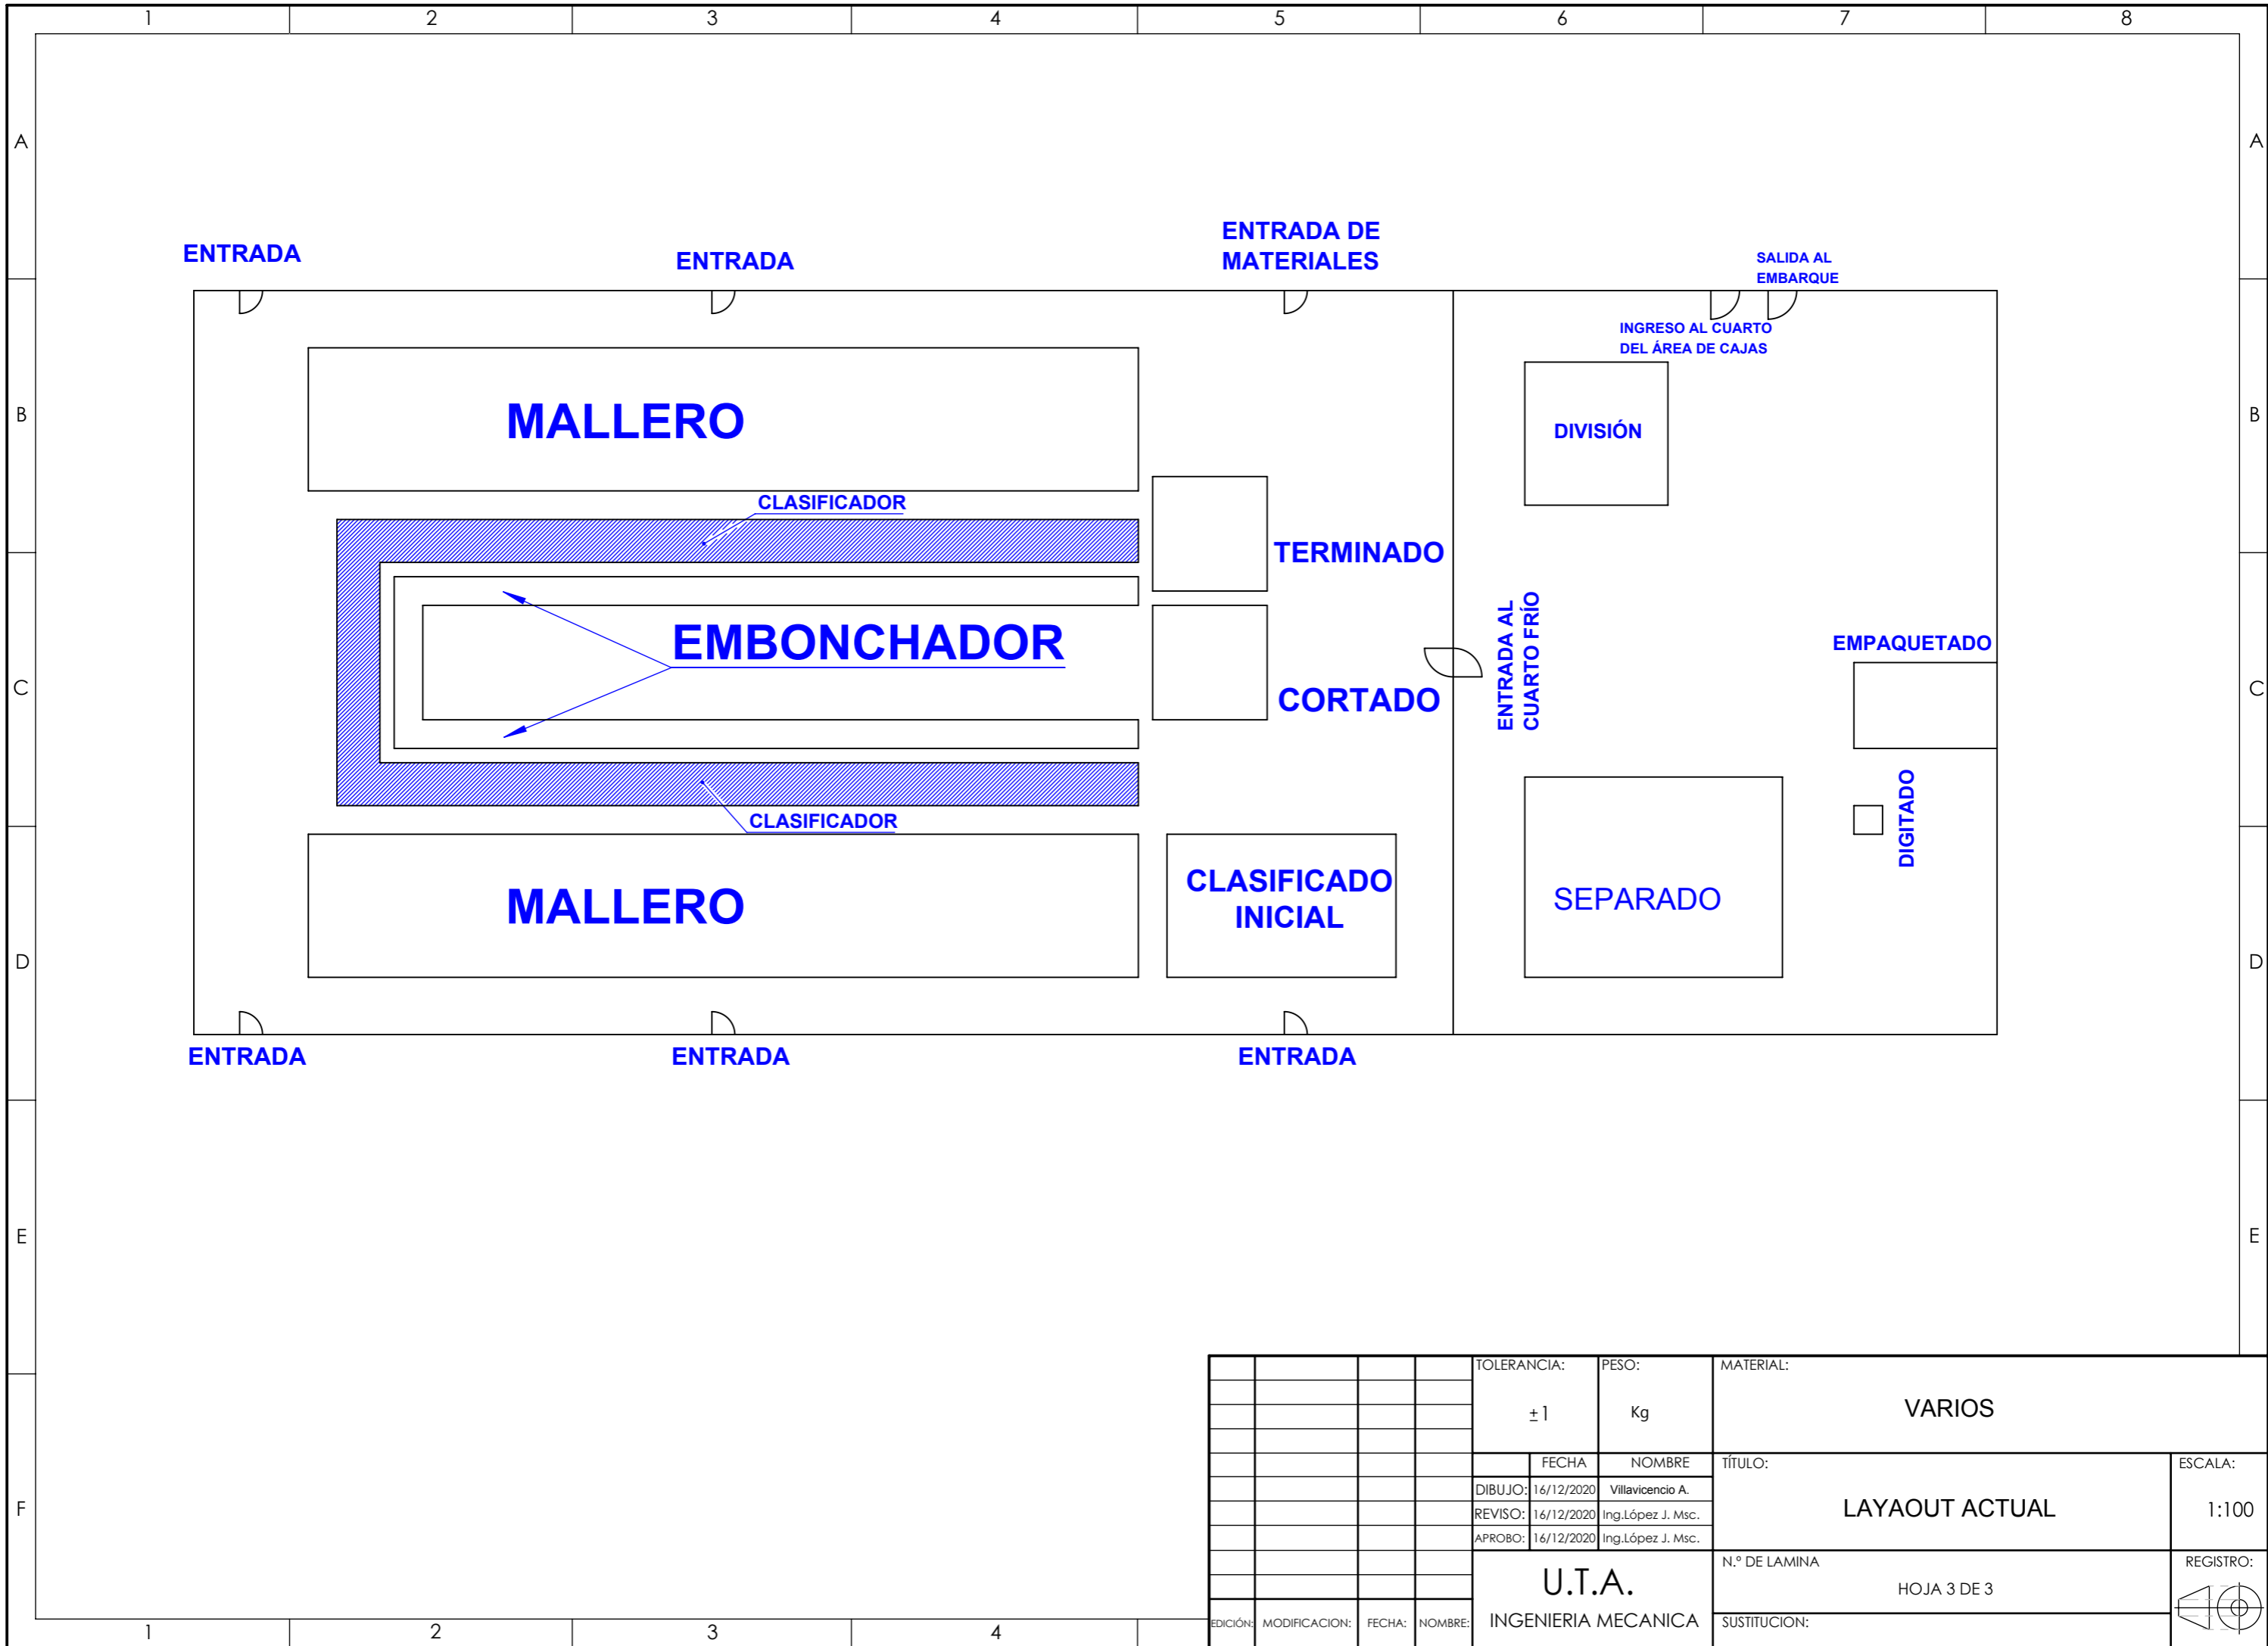 1 2 3 4 5 6 7 8
A A
ENTRADA
ENTRADA
ENTRADA DE
MATERIALES
SALIDA AL
EMBARQUE
INGRESO AL CUARTO
DEL ÁREA DE CAJAS
B B
MALLERO
DIVISIÓN
CLASIFICADOR
TERMINADO
EMBONCHADOR
ENTRADA AL
CUARTO FRÍO
EMPAQUETADO
C C
CORTADO
CLASIFICADOR
DIGITADO
MALLERO
CLASIFICADO
INICIAL
SEPARADO
D D
ENTRADA
ENTRADA
ENTRADA
E E
F
TOLERANCIA:
±1
PESO:
Kg
MATERIAL:
VARIOS
FECHA NOMBRE
DIBUJO: 16/12/2020 Villavicencio A.
REVISO: 16/12/2020 Ing.López J. Msc.
APROBO: 16/12/2020 Ing.López J. Msc.
TÍTULO:
LAYAOUT ACTUAL
ESCALA:
1:100
U.T.A.
INGENIERIA MECANICA
N.º DE LAMINA
HOJA 3 DE 3
REGISTRO:
SUSTITUCION:
EDICIÓN: MODIFICACION: FECHA: NOMBRE:
1 2 3 4